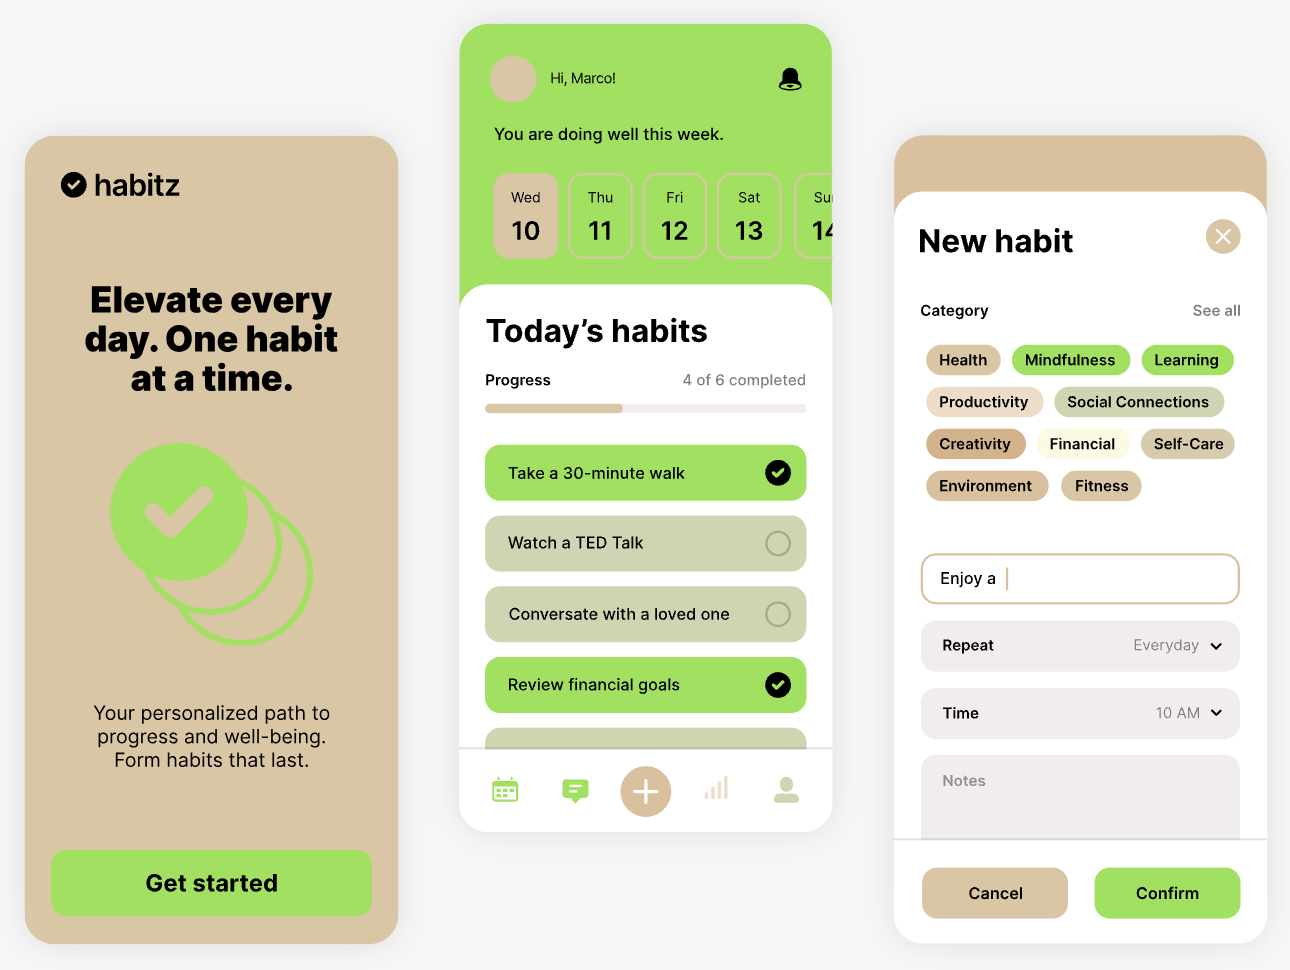 habitz
Elevate every
day. One habit
at a time.
Your personalized path to
progress and well-being.
Form habits that last.
Get started
Hi, Marco!
You are doing well this week.
Wed Thu Fri Sat Sun
10 11 12 13 14
Today's habits
Progress 4 of 6 completed
Take a 30-minute walk
Watch a TED Talk
Conversate with a loved one
Review financial goals
New habit
Category See all
Health Mindfulness Learning
Productivity Social Connections
Creativity Financial Self-Care
Environment Fitness
Enjoy a
Repeat Everyday
Time 10 AM
Notes
Cancel Confirm